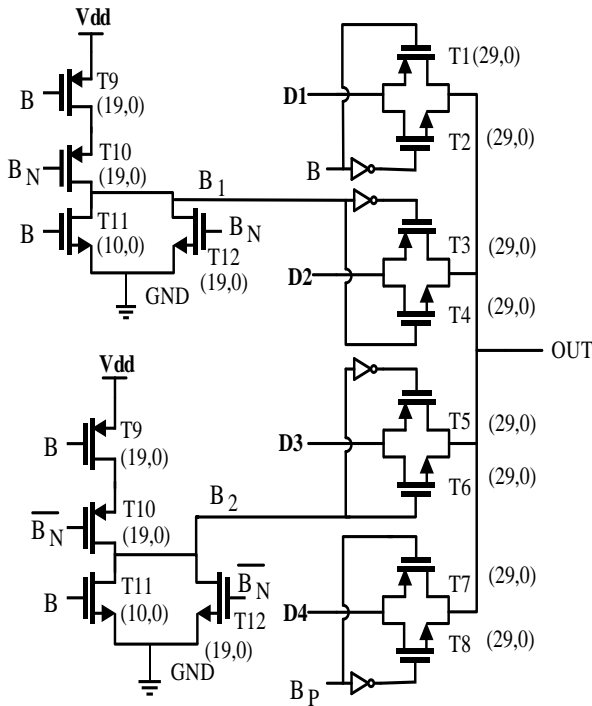 Vdd
B
T9
(19,0)
B_N
T10
(19,0)
B
T11
(10,0)
B_1
B_N
T12
(19,0)
GND
Vdd
B
T9
(19,0)
\overline{B_N}
T10
(19,0)
B
T11
(10,0)
B_2
\overline{B_N}
T12
(19,0)
GND
T1(29,0)
D1
T2
(29,0)
B
T3
(29,0)
D2
T4
(29,0)
OUT
T5
(29,0)
D3
T6
(29,0)
T7
(29,0)
D4
T8
(29,0)
B_P